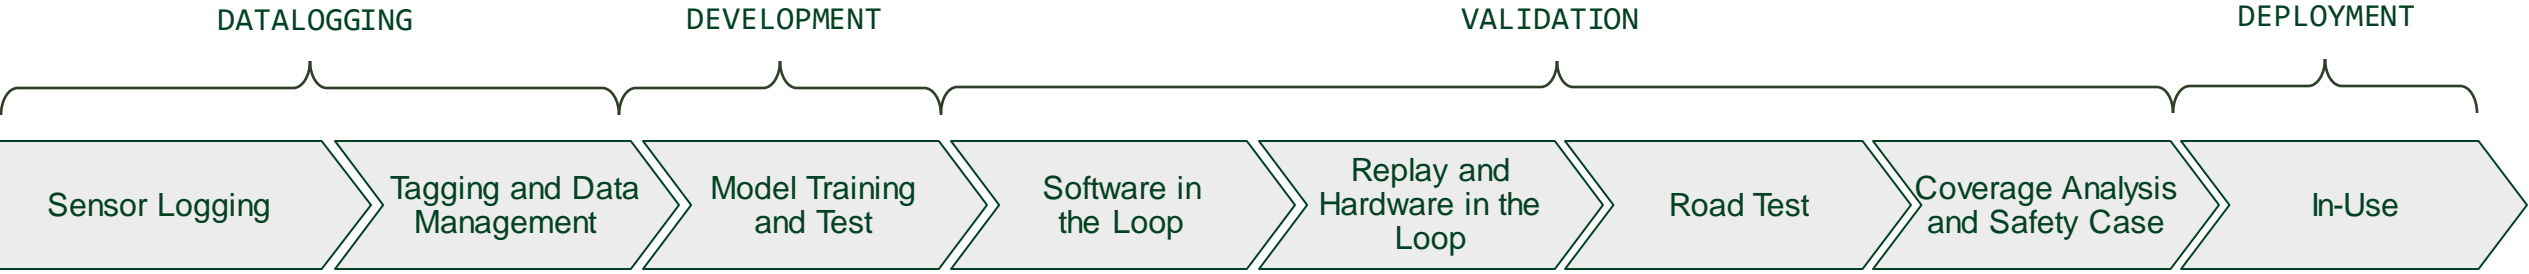 DATALOGGING
DEVELOPMENT
VALIDATION
DEPLOYMENT
Sensor Logging
Tagging and Data
Management
Model Training
and Test
Software in
the Loop
Replay and
Hardware in the
Loop
Road Test
Coverage Analysis
and Safety Case
In-Use